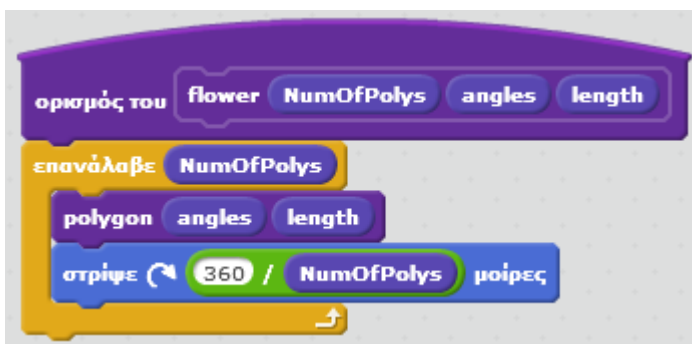 ορισμός του flower NumOfPolys angles length
επανάλαβε NumOfPolys
polygon angles length
στρίψε 360 / NumOfPolys μοίρες